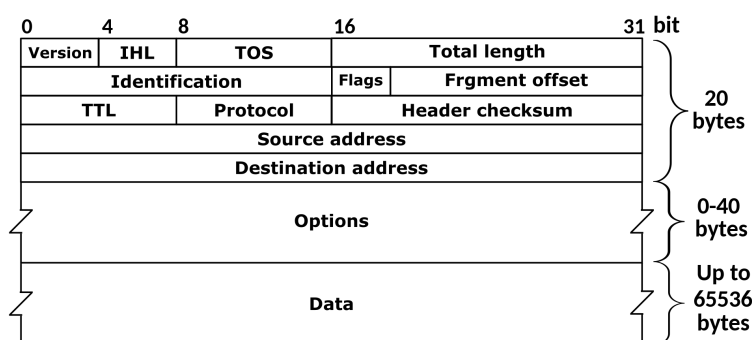 0 4 8 16 31 bit
Version IHL TOS Total length
Identification Flags Frgment offset
TTL Protocol Header checksum
20
bytes
Source address
Destination address
Options
0-40
bytes
Data
Up to
65536
bytes